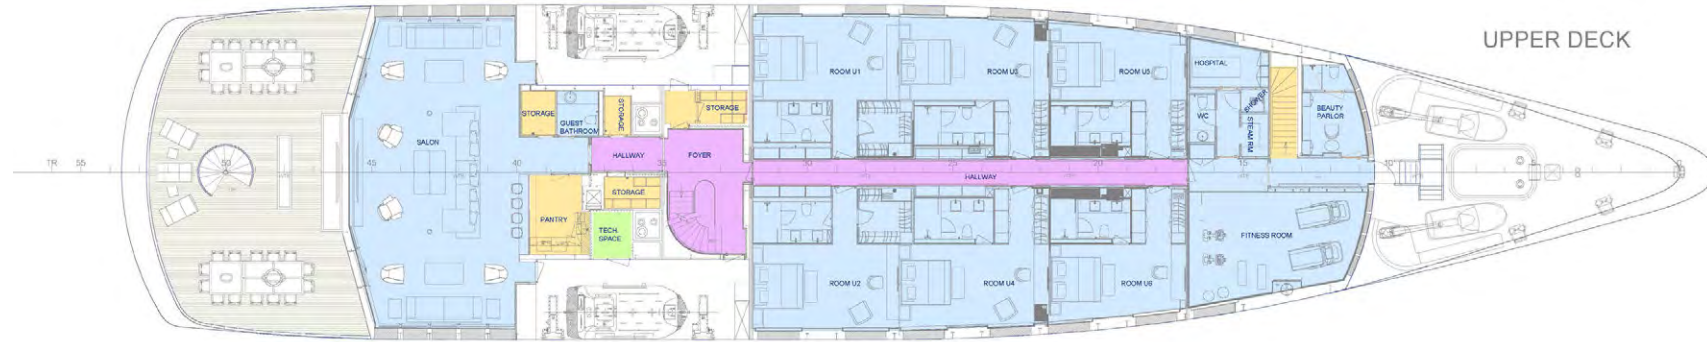 UPPER DECK
ROOM U1
ROOM U3
ROOM U5
HOSPITAL
STORAGE
GUEST
BATHROOM
STORAGE
STORAGE
WC
SHOWER
STEAM RM
BEAUTY
PARLOR
SALON
HALLWAY
FOYER
TR
55
50
45
40
35
30
25
20
15
8
HALLWAY
STORAGE
PANTRY
TECH.
SPACE
FITNESS ROOM
ROOM U2
ROOM U4
ROOM U6